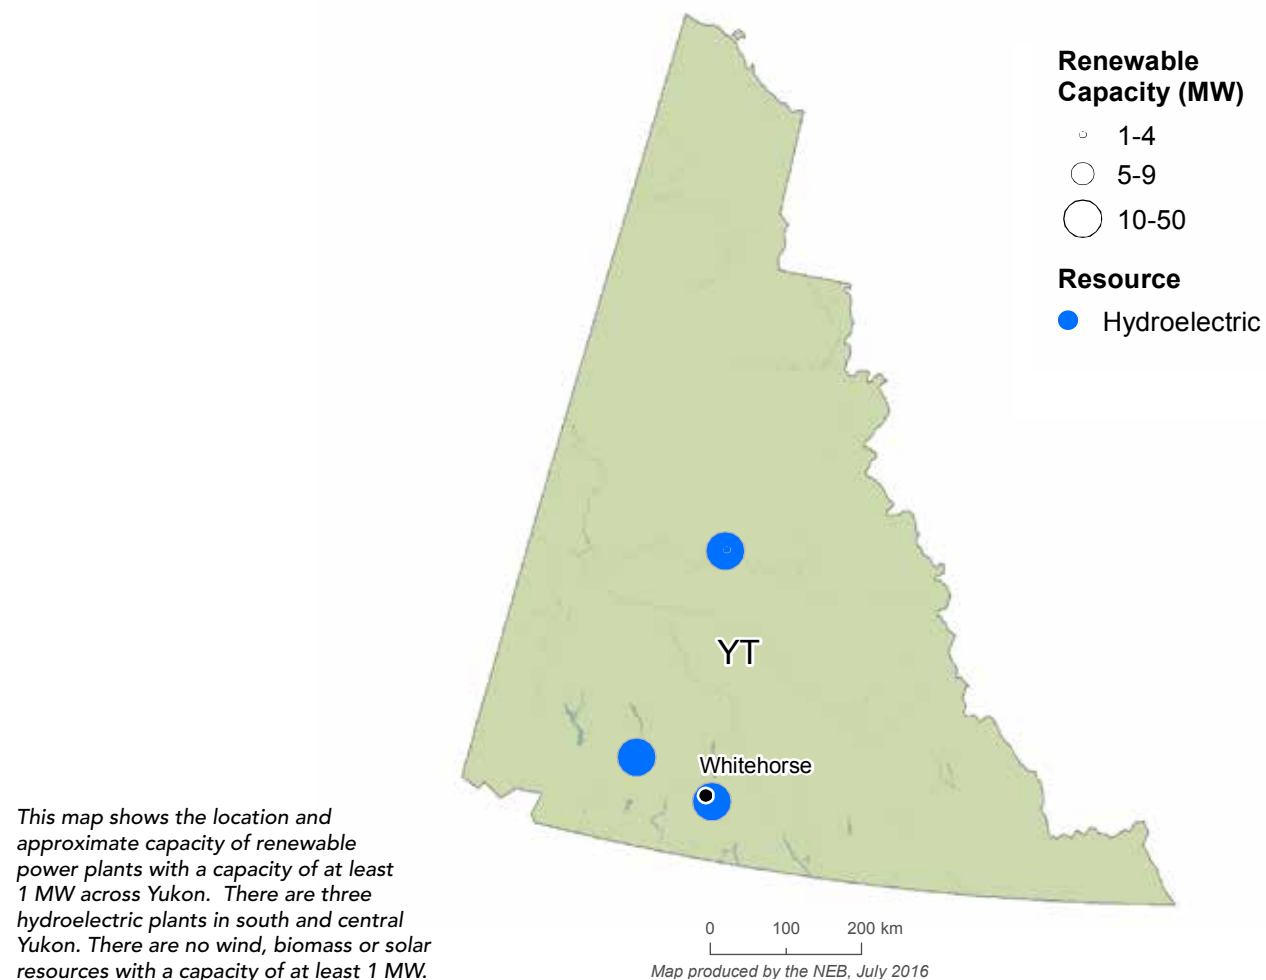 Renewable
Capacity (MW)
1-4
5-9
10-50
Resource
Hydroelectric
YT
Whitehorse
This map shows the location and
approximate capacity of renewable
power plants with a capacity of at least
1 MW across Yukon.  There are three
hydroelectric plants in south and central
Yukon. There are no wind, biomass or solar
resources with a capacity of at least 1 MW.
0 100 200 km
Map produced by the NEB, July 2016